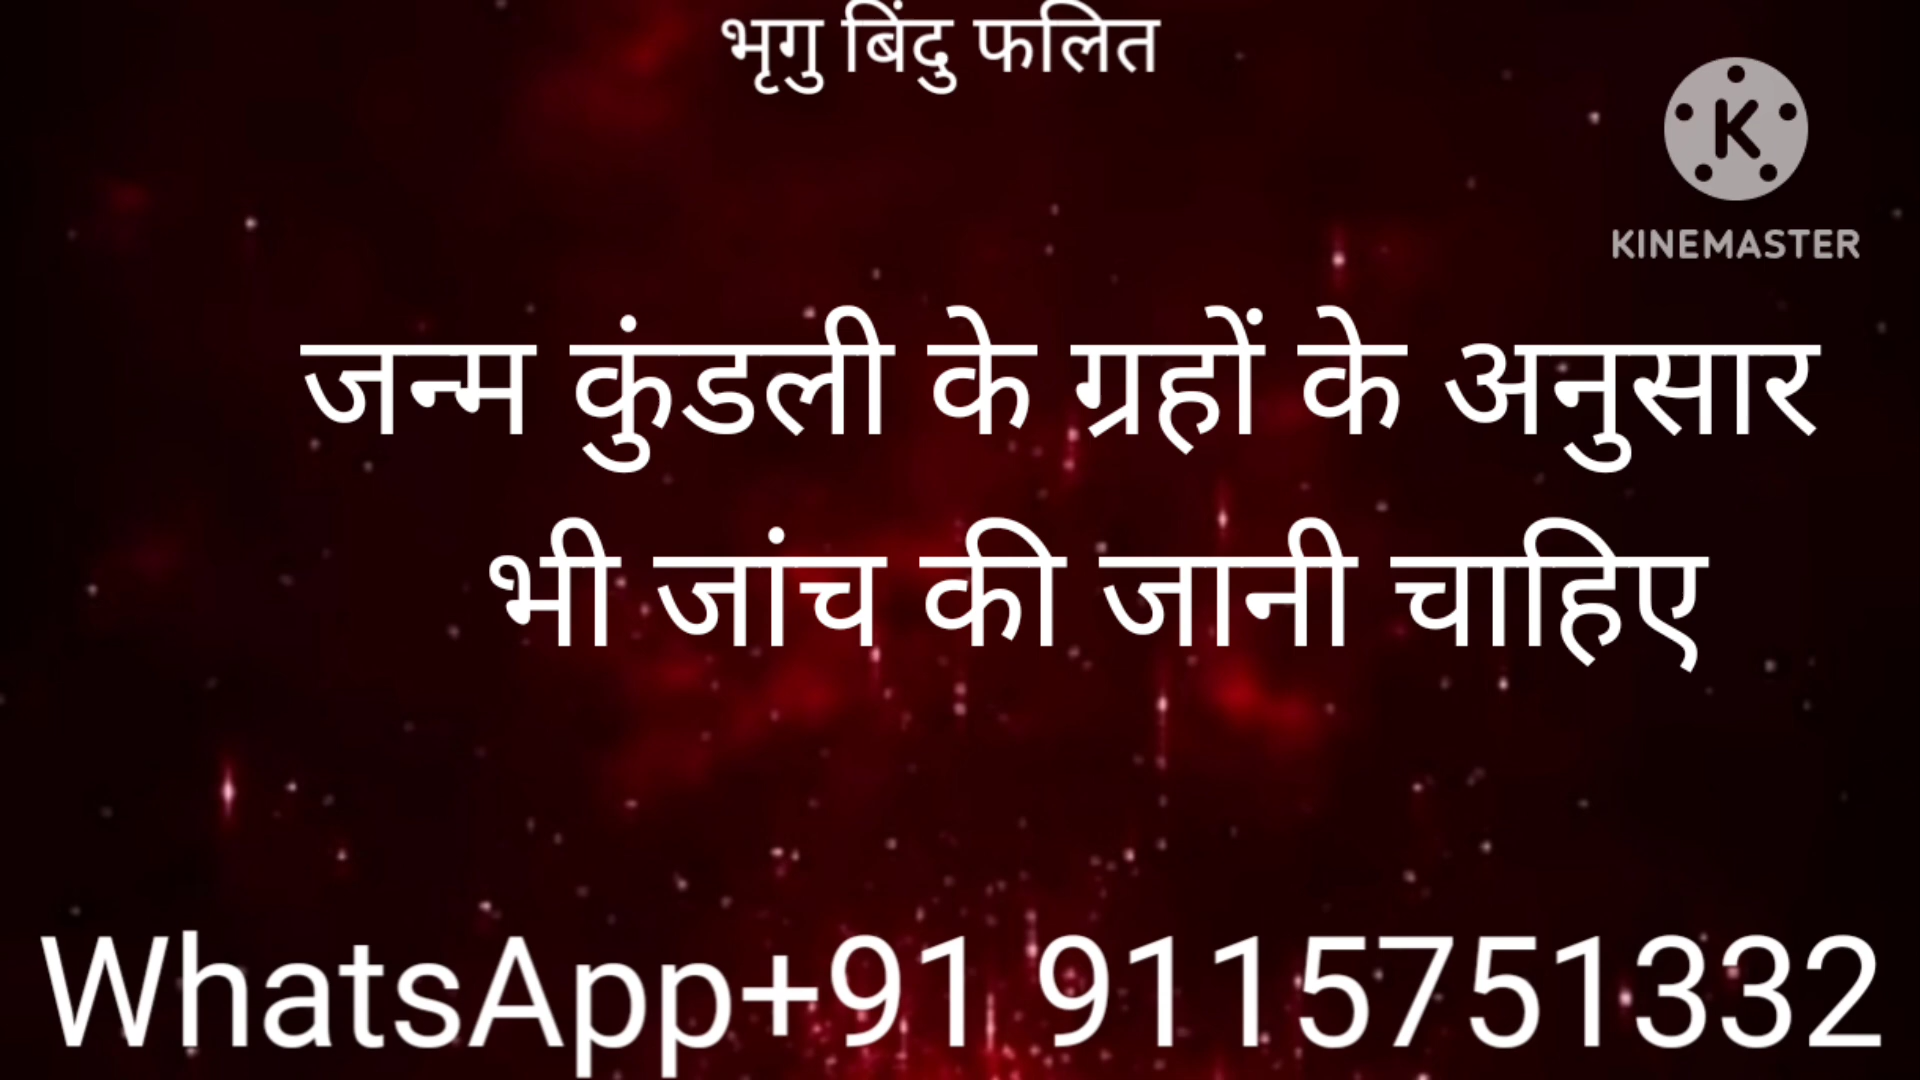 भृगु बिंदु फलित
K
KINEMASTER
जन्म कुंडली के ग्रहों के अनुसार
भी जांच की जानी चाहिए
WhatsApp+91 9115751332